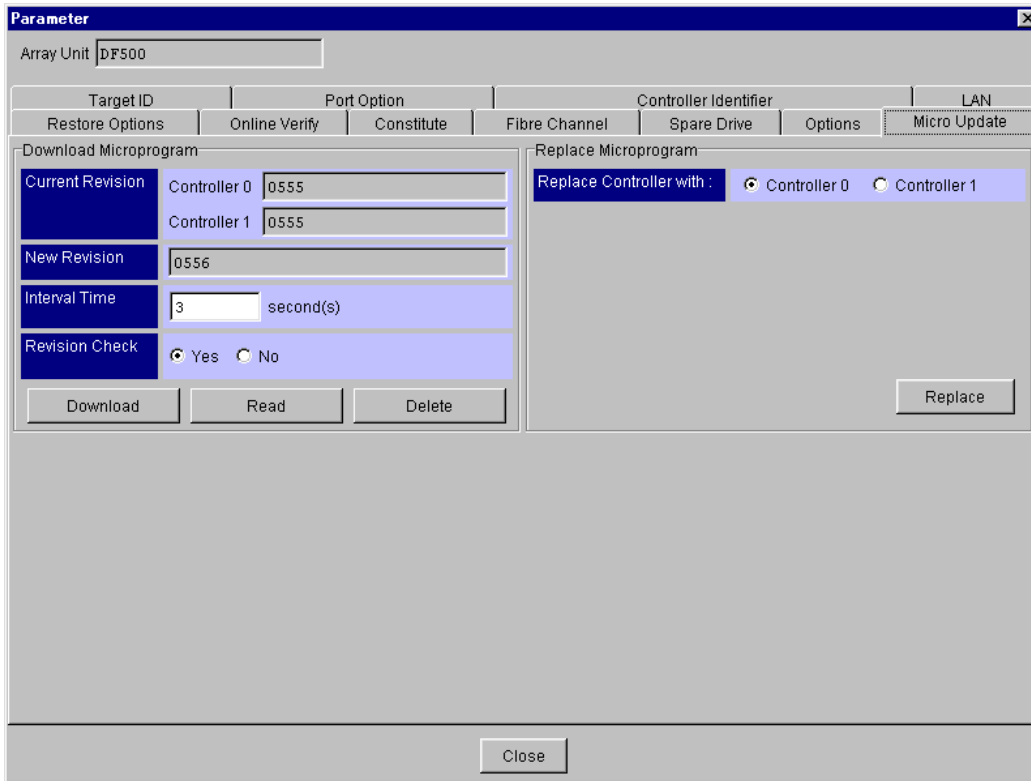 Parameter
Array Unit DF500
Target ID Port Option Controller Identifier LAN
Restore Options Online Verify Constitute Fibre Channel Spare Drive Options Micro Update
Download Microprogram
Current Revision Controller 0 0555
Controller 1 0555
New Revision 0556
Interval Time 3 second(s)
Revision Check Yes No
Download Read Delete
Replace Microprogram
Replace Controller with : Controller 0 Controller 1
Replace
Close